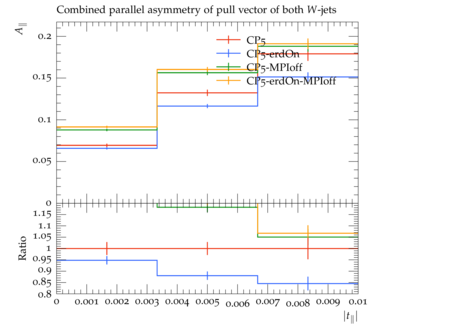 Combined parallel asymmetry of pull vector of both W-jets
A∥
CP5
CP5-erdOn
CP5-MPIoff
CP5-erdOn-MPIoff
0.2
0.15
0.1
0.05
0
1.15
1.1
1.05
1
0.95
0.9
0.85
0.8
Ratio
0 0.001 0.002 0.003 0.004 0.005 0.006 0.007 0.008 0.009 0.01
|t∥|